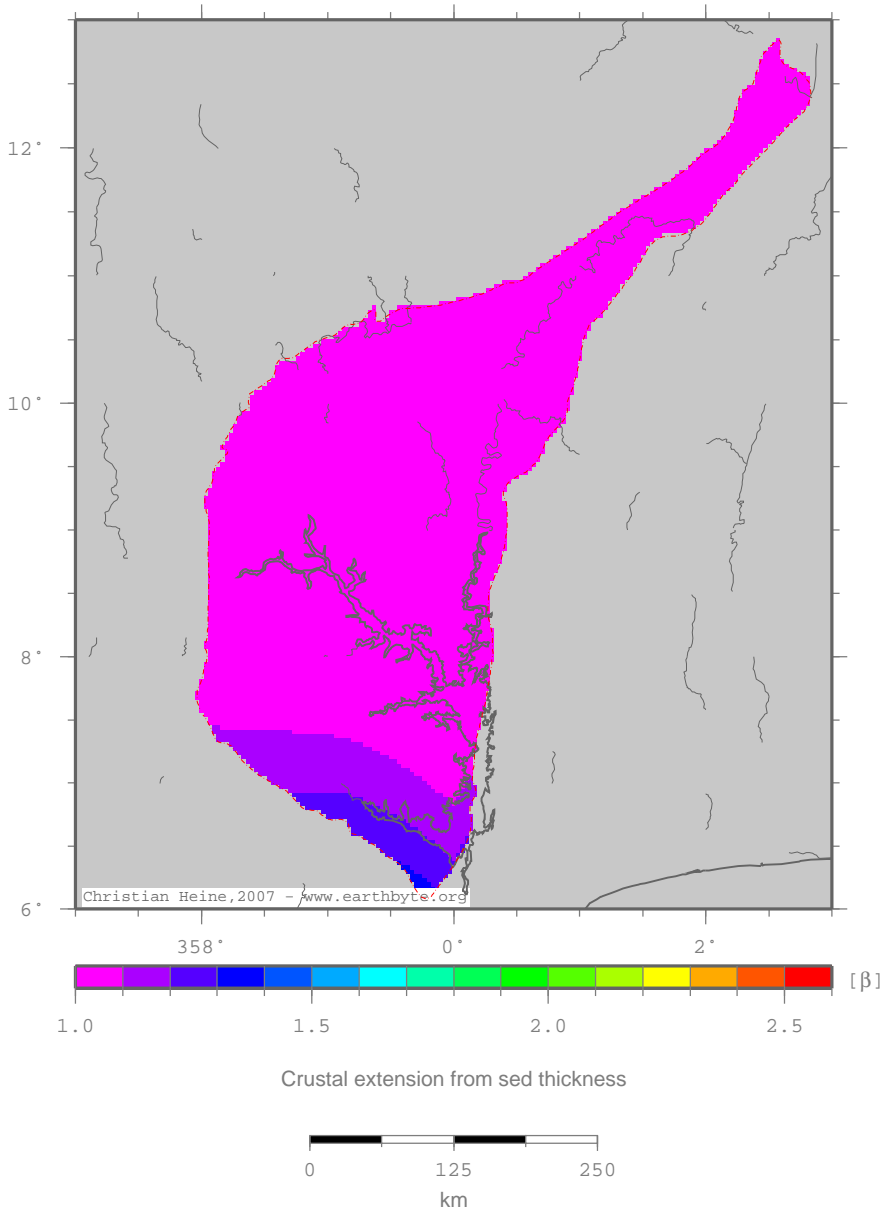 12°
10°
8°
6°
Christian Heine,2007 - www.earthbyte.org
358° 0° 2°
[β]
1.0 1.5 2.0 2.5
Crustal extension from sed thickness
0 125 250
km